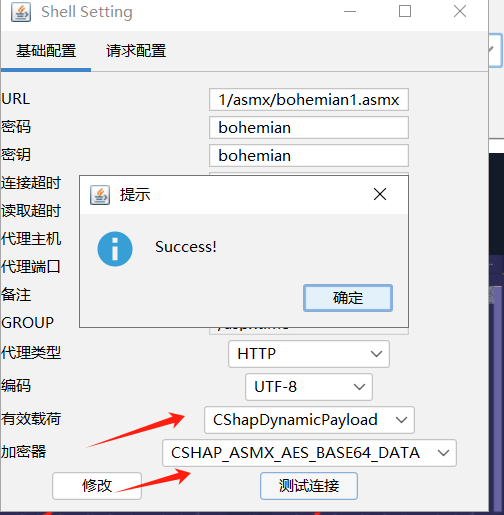 Shell Setting
基础配置 请求配置
URL 1/asmx/bohemian1.asmx
密码 bohemian
密钥 bohemian
连接超时
读取超时
代理主机
代理端口
备注
GROUP
提示
Success!
确定
代理类型 HTTP
编码 UTF-8
有效载荷 CShapDynamicPayload
加密器 CSHAP_ASMX_AES_BASE64_DATA
修改 测试连接